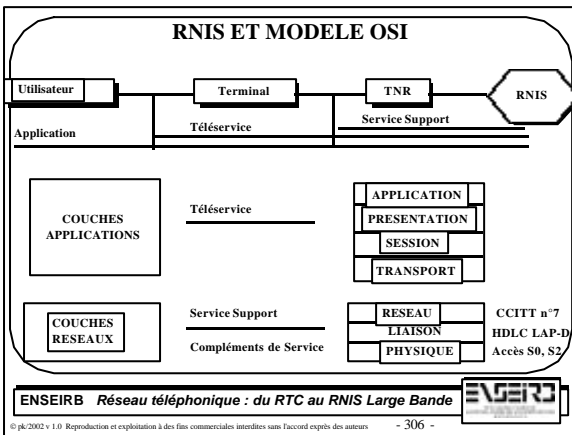 RNIS ET MODELE OSI
Utilisateur
Terminal
TNR
RNIS
Application
Téléservice
Service Support
COUCHES
APPLICATIONS
Téléservice
APPLICATION
PRESENTATION
SESSION
TRANSPORT
COUCHES
RESEAUX
Service Support
Compléments de Service
RESEAU
LIAISON
PHYSIQUE
CCITT n°7
HDLC LAP-D
Accès S0, S2
ENSEIRB Réseau téléphonique : du RTC au RNIS Large Bande
ENSEIRB
© pk/2002 v 1.0 Reproduction et exploitation à des fins commerciales interdites sans l'accord exprès des auteurs
- 306 -